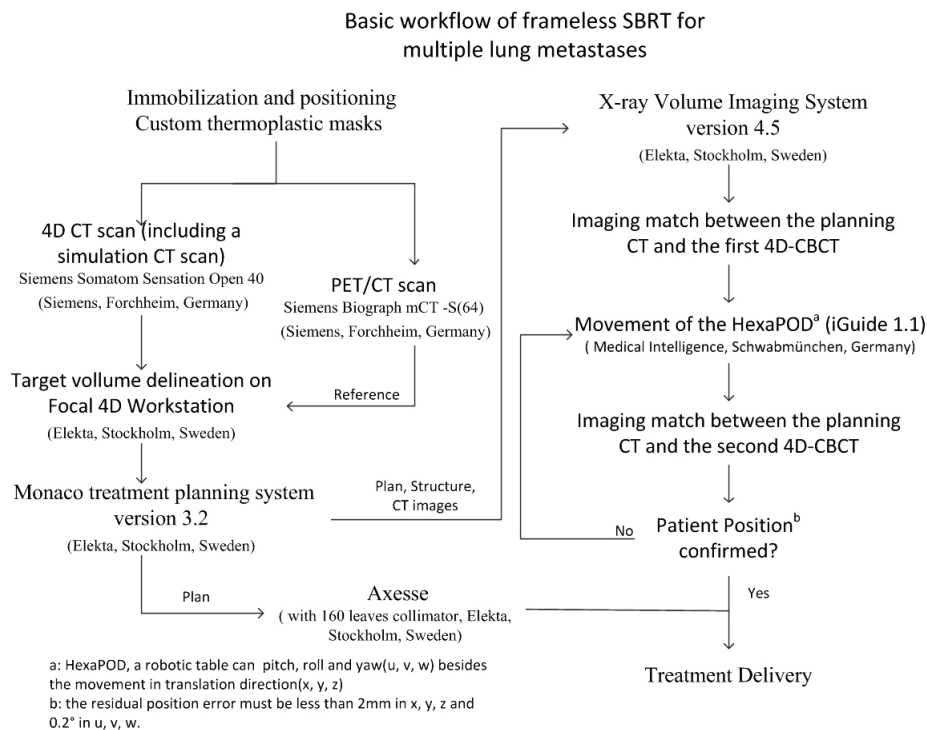 Basic workflow of frameless SBRT for
multiple lung metastases
Immobilization and positioning
Custom thermoplastic masks
4D CT scan (including a
simulation CT scan)
Siemens Somatom Sensation Open 40
(Siemens, Forchheim, Germany)
PET/CT scan
Siemens Biograph mCT -S(64)
(Siemens, Forchheim, Germany)
Reference
Target vollume delineation on
Focal 4D Workstation
(Elekta, Stockholm, Sweden)
Monaco treatment planning system
version 3.2
(Elekta, Stockholm, Sweden)
Plan, Structure,
CT images
Plan
Axesse
( with 160 leaves collimator, Elekta,
Stockholm, Sweden)
X-ray Volume Imaging System
version 4.5
(Elekta, Stockholm, Sweden)
Imaging match between the planning
CT and the first 4D-CBCT
Movement of the HexaPODᵃ (iGuide 1.1)
( Medical Intelligence, Schwabmünchen, Germany)
Imaging match between the planning
CT and the second 4D-CBCT
Patient Positionᵇ
confirmed?
No
Yes
Treatment Delivery
a: HexaPOD, a robotic table can pitch, roll and yaw(u, v, w) besides
the movement in translation direction(x, y, z)
b: the residual position error must be less than 2mm in x, y, z and
0.2° in u, v, w.